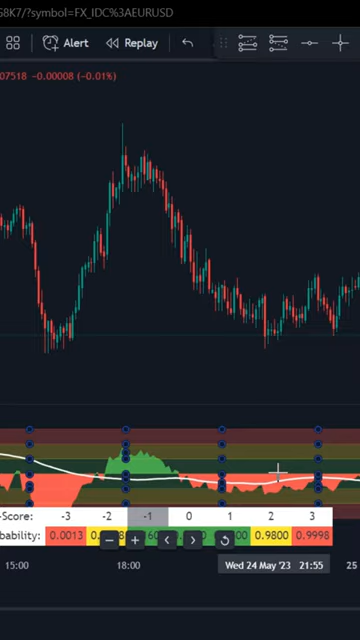 G8K7/?symbol=FX_IDC%3AEURUSD
Alert Replay
07518 -0.00008 (-0.01%)
-Score: -3 -2 -1 0 1 2 3
bability: 0.0013 0.9800 0.9998
15:00 18:00 Wed 24 May '23 21:55 25